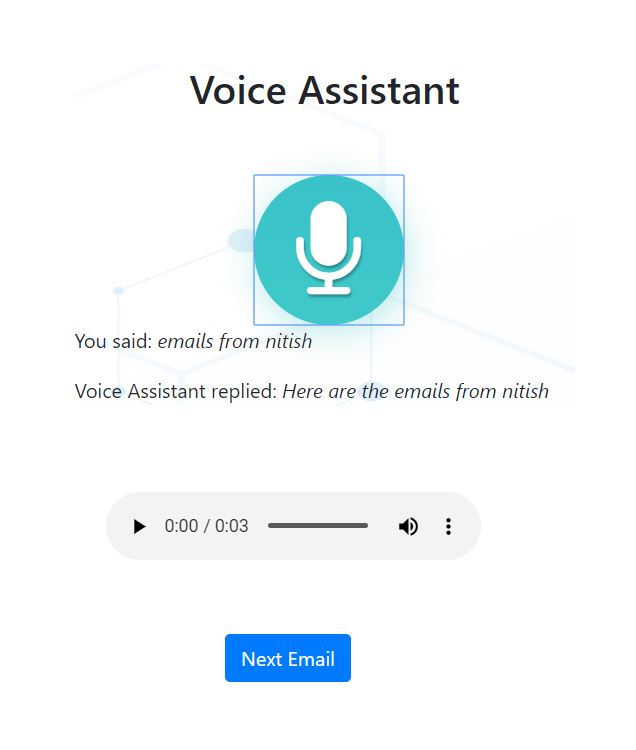 Voice Assistant
You said: emails from nitish
Voice Assistant replied: Here are the emails from nitish
0:00 / 0:03
Next Email